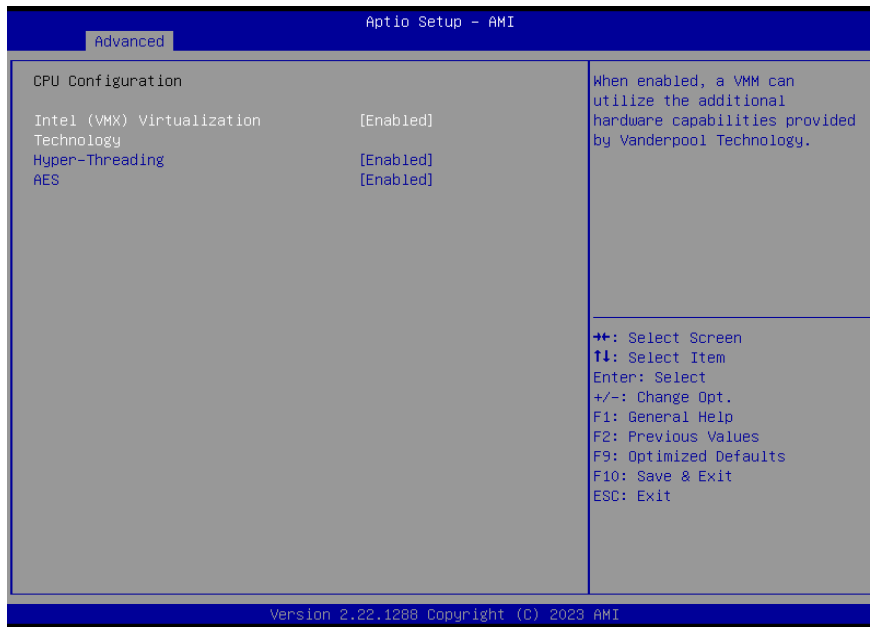 Aptio Setup – AMI
Advanced
CPU Configuration
Intel (VMX) Virtualization [Enabled]
Technology
Hyper-Threading [Enabled]
AES [Enabled]
When enabled, a VMM can
utilize the additional
hardware capabilities provided
by Vanderpool Technology.
→←: Select Screen
↑↓: Select Item
Enter: Select
+/-: Change Opt.
F1: General Help
F2: Previous Values
F9: Optimized Defaults
F10: Save & Exit
ESC: Exit
Version 2.22.1288 Copyright (C) 2023 AMI